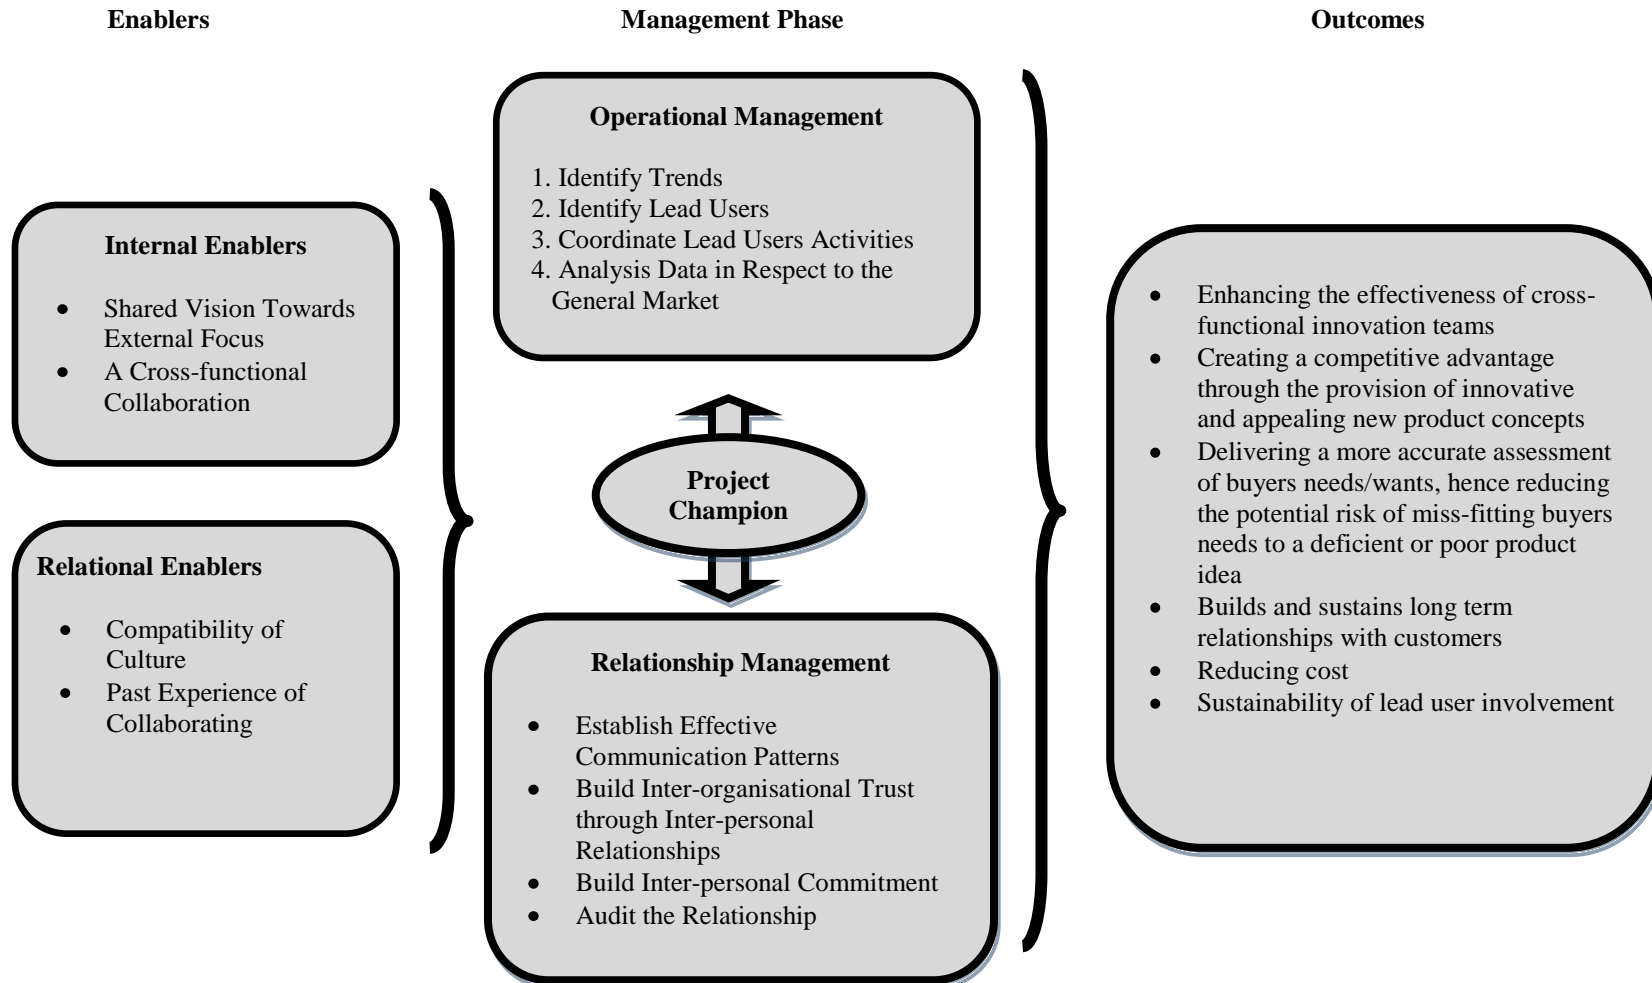 Enablers
Management Phase
Outcomes
Internal Enablers
• Shared Vision Towards
External Focus
• A Cross-functional
Collaboration
Relational Enablers
• Compatibility of
Culture
• Past Experience of
Collaborating
Operational Management
1. Identify Trends
2. Identify Lead Users
3. Coordinate Lead Users Activities
4. Analysis Data in Respect to the
General Market
Project
Champion
Relationship Management
• Establish Effective
Communication Patterns
• Build Inter-organisational Trust
through Inter-personal
Relationships
• Build Inter-personal Commitment
• Audit the Relationship
• Enhancing the effectiveness of cross-
functional innovation teams
• Creating a competitive advantage
through the provision of innovative
and appealing new product concepts
• Delivering a more accurate assessment
of buyers needs/wants, hence reducing
the potential risk of miss-fitting buyers
needs to a deficient or poor product
idea
• Builds and sustains long term
relationships with customers
• Reducing cost
• Sustainability of lead user involvement